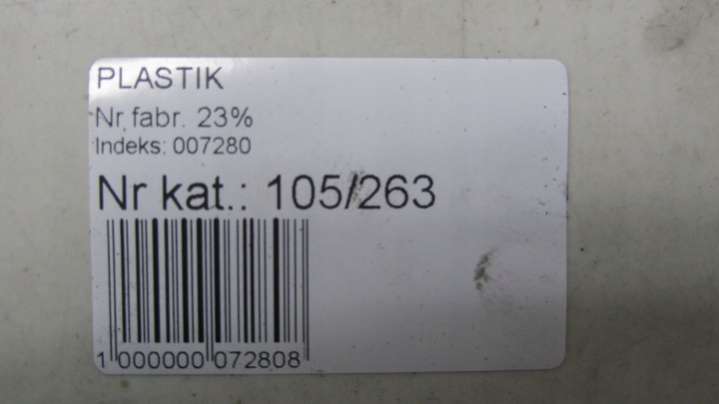 PLASTIK
Nr fabr. 23%
Indeks: 007280
Nr kat.: 105/263
1 000000 072808